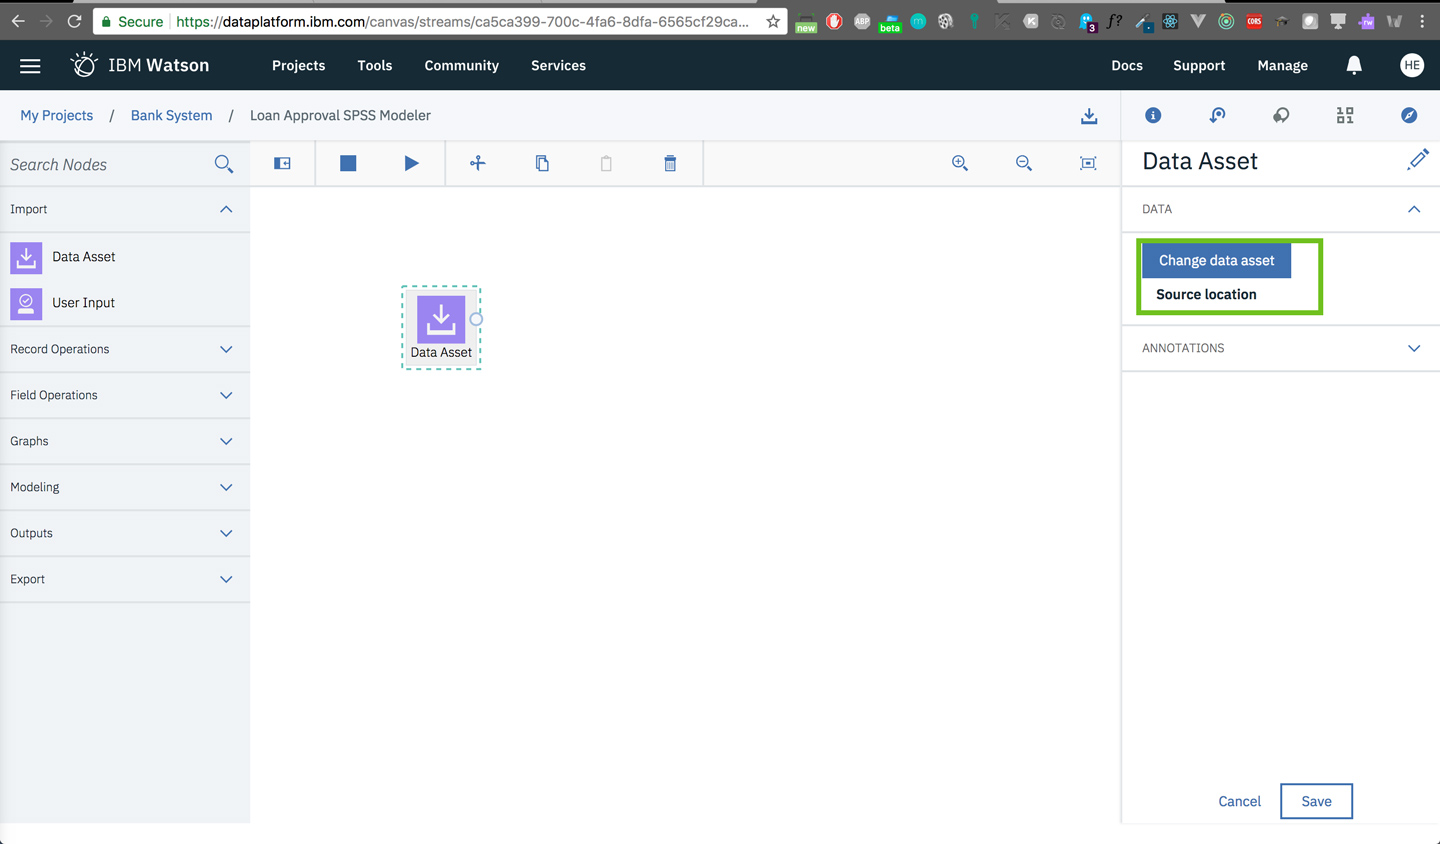 Secure https://dataplatform.ibm.com/canvas/streams/ca5ca399-700c-4fa6-8dfa-6565cf29ca...
new
ABP
beta
m
K
3
f?
CORS
rw
IBM Watson
Projects
Tools
Community
Services
Docs
Support
Manage
HE
My Projects / Bank System / Loan Approval SPSS Modeler
Search Nodes
Import
Data Asset
User Input
Record Operations
Field Operations
Graphs
Modeling
Outputs
Export
Data Asset
Data Asset
DATA
Change data asset
Source location
ANNOTATIONS
Cancel
Save